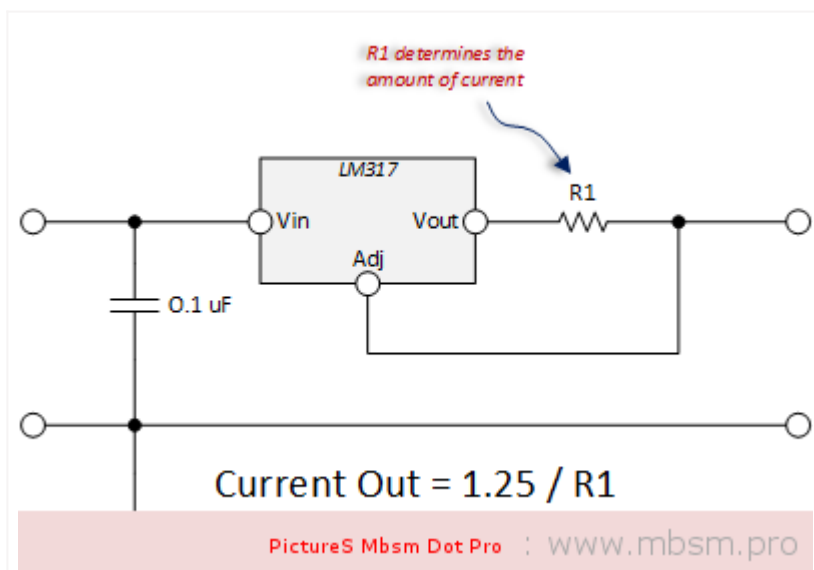 R1 determines the
amount of current
LM317
R1
Vin
Vout
Adj
0.1 uF
Current Out = 1.25 / R1
PictureS Mbsm Dot Pro : www.mbsm.pro